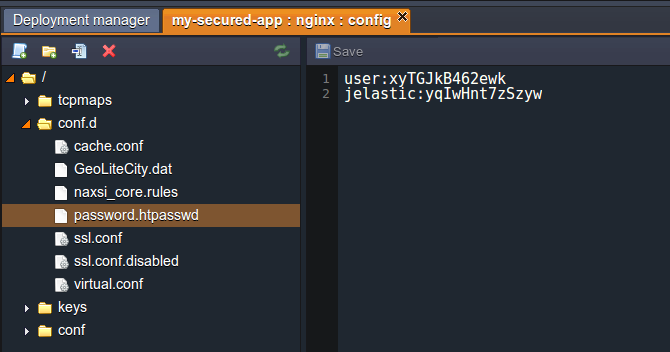 Deployment manager
my-secured-app : nginx : config
Save
/
tcpmaps
conf.d
cache.conf
GeoLiteCity.dat
naxsi_core.rules
password.htpasswd
ssl.conf
ssl.conf.disabled
virtual.conf
keys
conf
1 user:xyTGJkB462ewk
2 jelastic:yqIwHnt7zSzyw